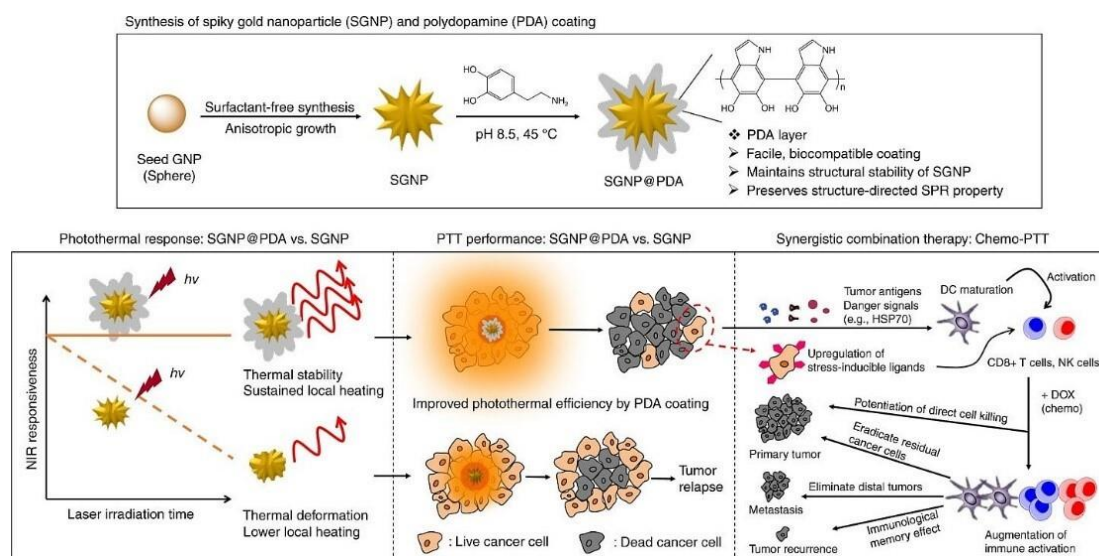 Synthesis of spiky gold nanoparticle (SGNP) and polydopamine (PDA) coating
Seed GNP
(Sphere)
Surfactant-free synthesis
Anisotropic growth
SGNP
HO
HO
NH₂
pH 8.5, 45 °C
SGNP@PDA
NH
NH
OH
OH
OH
OH
n
❖ PDA layer
➢ Facile, biocompatible coating
➢ Maintains structural stability of SGNP
➢ Preserves structure-directed SPR property
Photothermal response: SGNP@PDA vs. SGNP
NIR responsiveness
hv
hv
Laser irradiation time
Thermal stability
Sustained local heating
Thermal deformation
Lower local heating
PTT performance: SGNP@PDA vs. SGNP
Improved photothermal efficiency by PDA coating
Tumor
relapse
: Live cancer cell
: Dead cancer cell
Synergistic combination therapy: Chemo-PTT
Tumor antigens
Danger signals
(e.g., HSP70)
DC maturation
Activation
Upregulation of
stress-inducible ligands
CD8+ T cells, NK cells
+ DOX
(chemo)
Potentiation of direct cell killing
Primary tumor
Eradicate residual
cancer cells
Eliminate distal tumors
Metastasis
Immunological
memory effect
Tumor recurrence
Augmentation of
immune activation